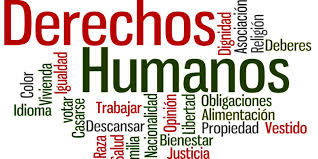 Derechos
Humanos
Dignidad
Asociación
Religión
Deberes
Color
Vivienda
Igualdad
Idioma
votar
Casarse
Trabajar
Descansar
Raza
Salud
Nacionalidad
Opinión
Libertad
Bienestar
Justicia
Obligaciones
Alimentación
Propiedad
Vestido